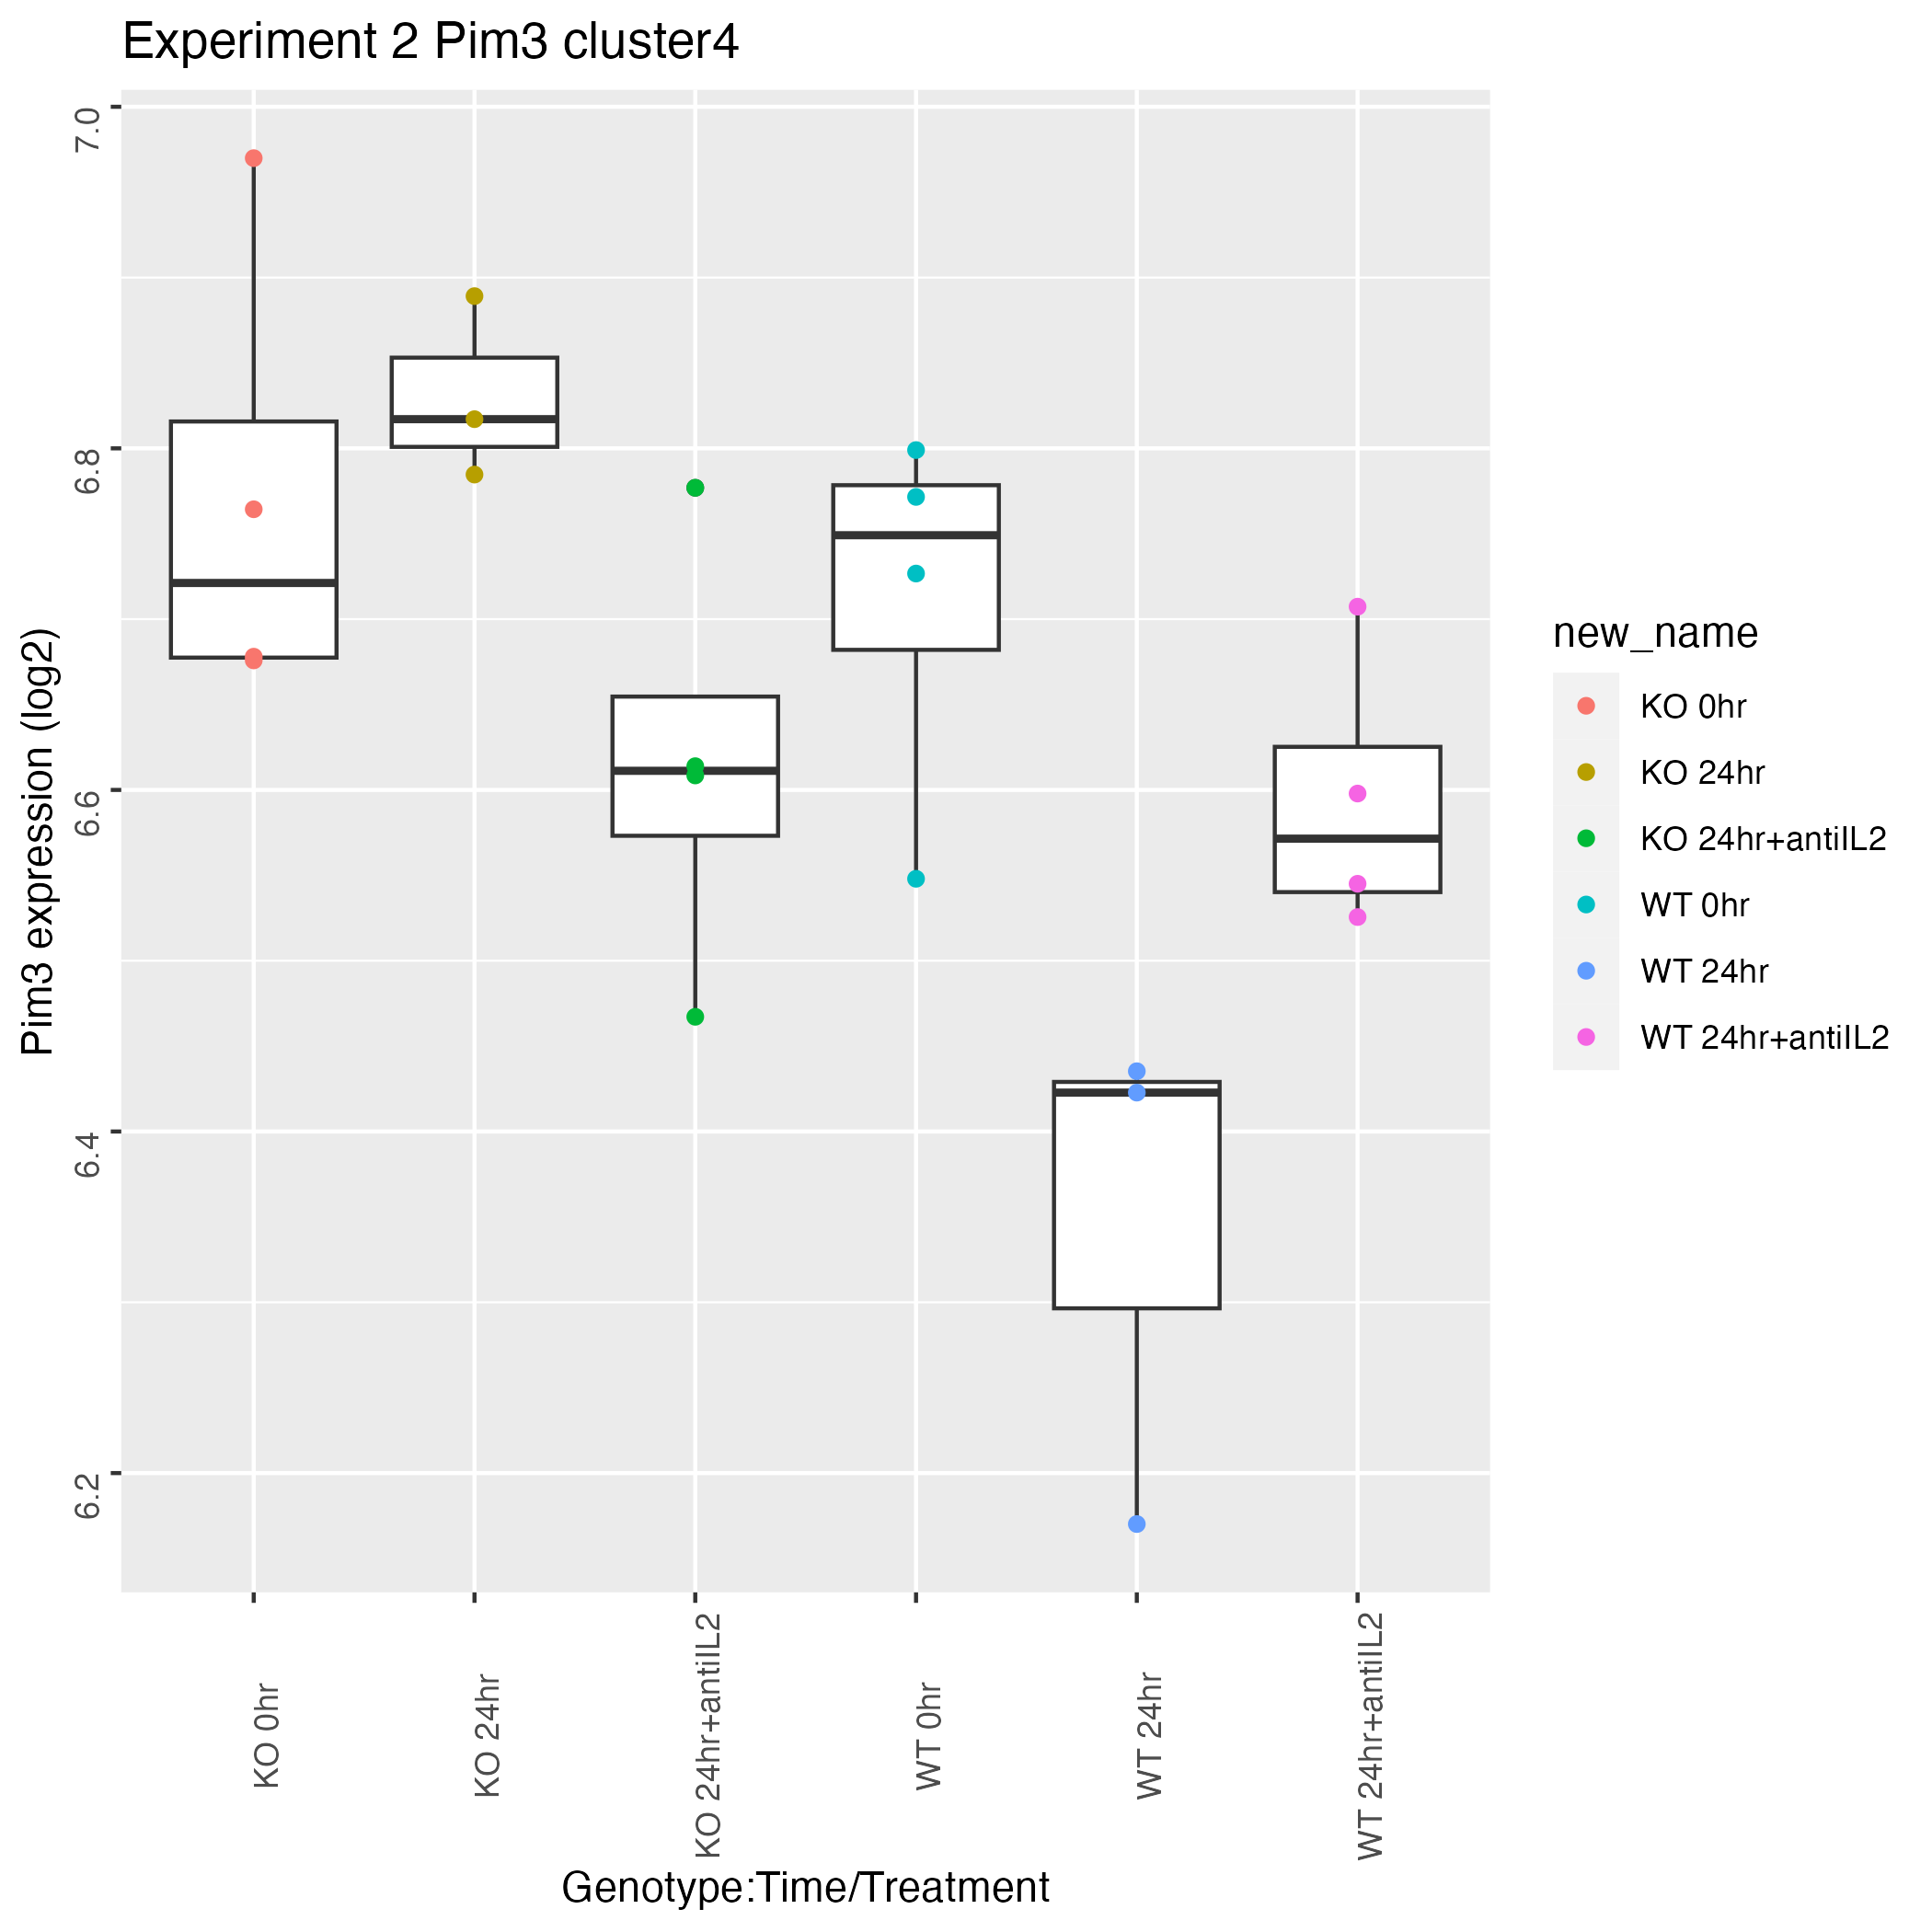 Experiment 2 Pim3 cluster4
Pim3 expression (log2)
7.0
6.8
6.6
6.4
6.2
KO 0hr
KO 24hr
KO 24hr+antiIL2
WT 0hr
WT 24hr
WT 24hr+antiIL2
Genotype:Time/Treatment
new_name
KO 0hr
KO 24hr
KO 24hr+antiIL2
WT 0hr
WT 24hr
WT 24hr+antiIL2